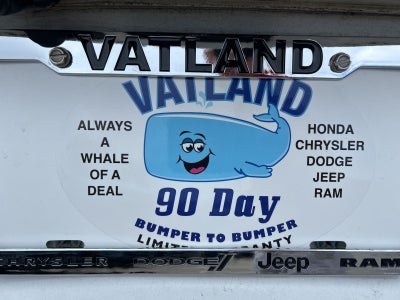 VATLAND
VATLAND
ALWAYS
A
WHALE
OF A
DEAL
HONDA
CHRYSLER
DODGE
JEEP
RAM
90 Day
BUMPER TO BUMPER
CHRYSLER DODGE Jeep RAM